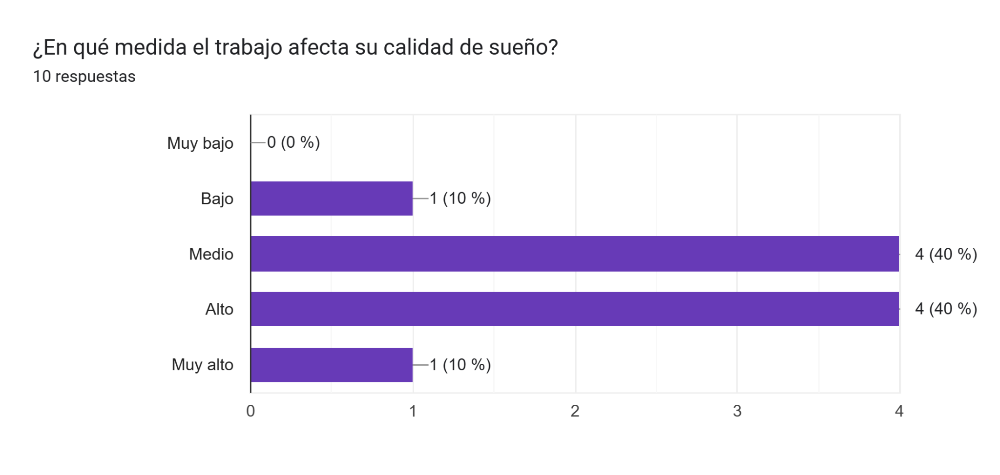 ¿En qué medida el trabajo afecta su calidad de sueño?
10 respuestas
Muy bajo 0 (0 %)
Bajo 1 (10 %)
Medio 4 (40 %)
Alto 4 (40 %)
Muy alto 1 (10 %)
0 1 2 3 4